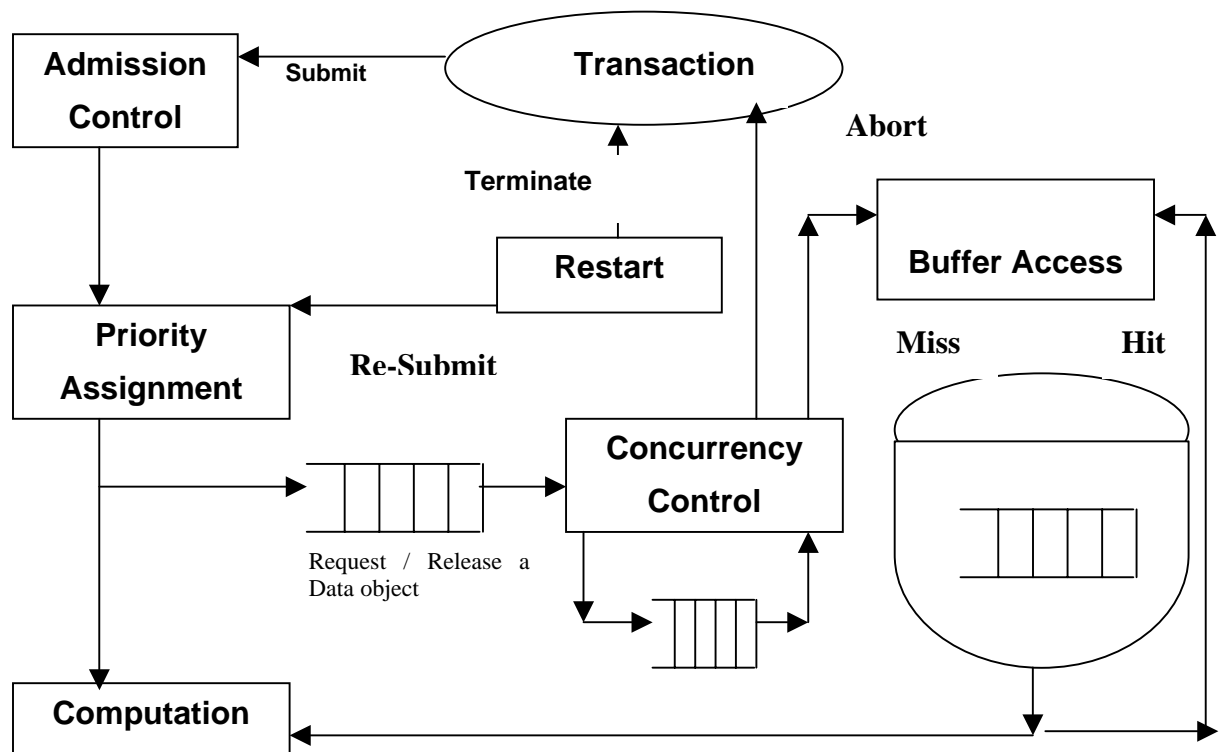 Admission
Control
Submit
Transaction
Abort
Terminate
Restart
Buffer Access
Priority
Assignment
Re-Submit
Miss
Hit
Concurrency
Control
Request / Release a
Data object
Computation